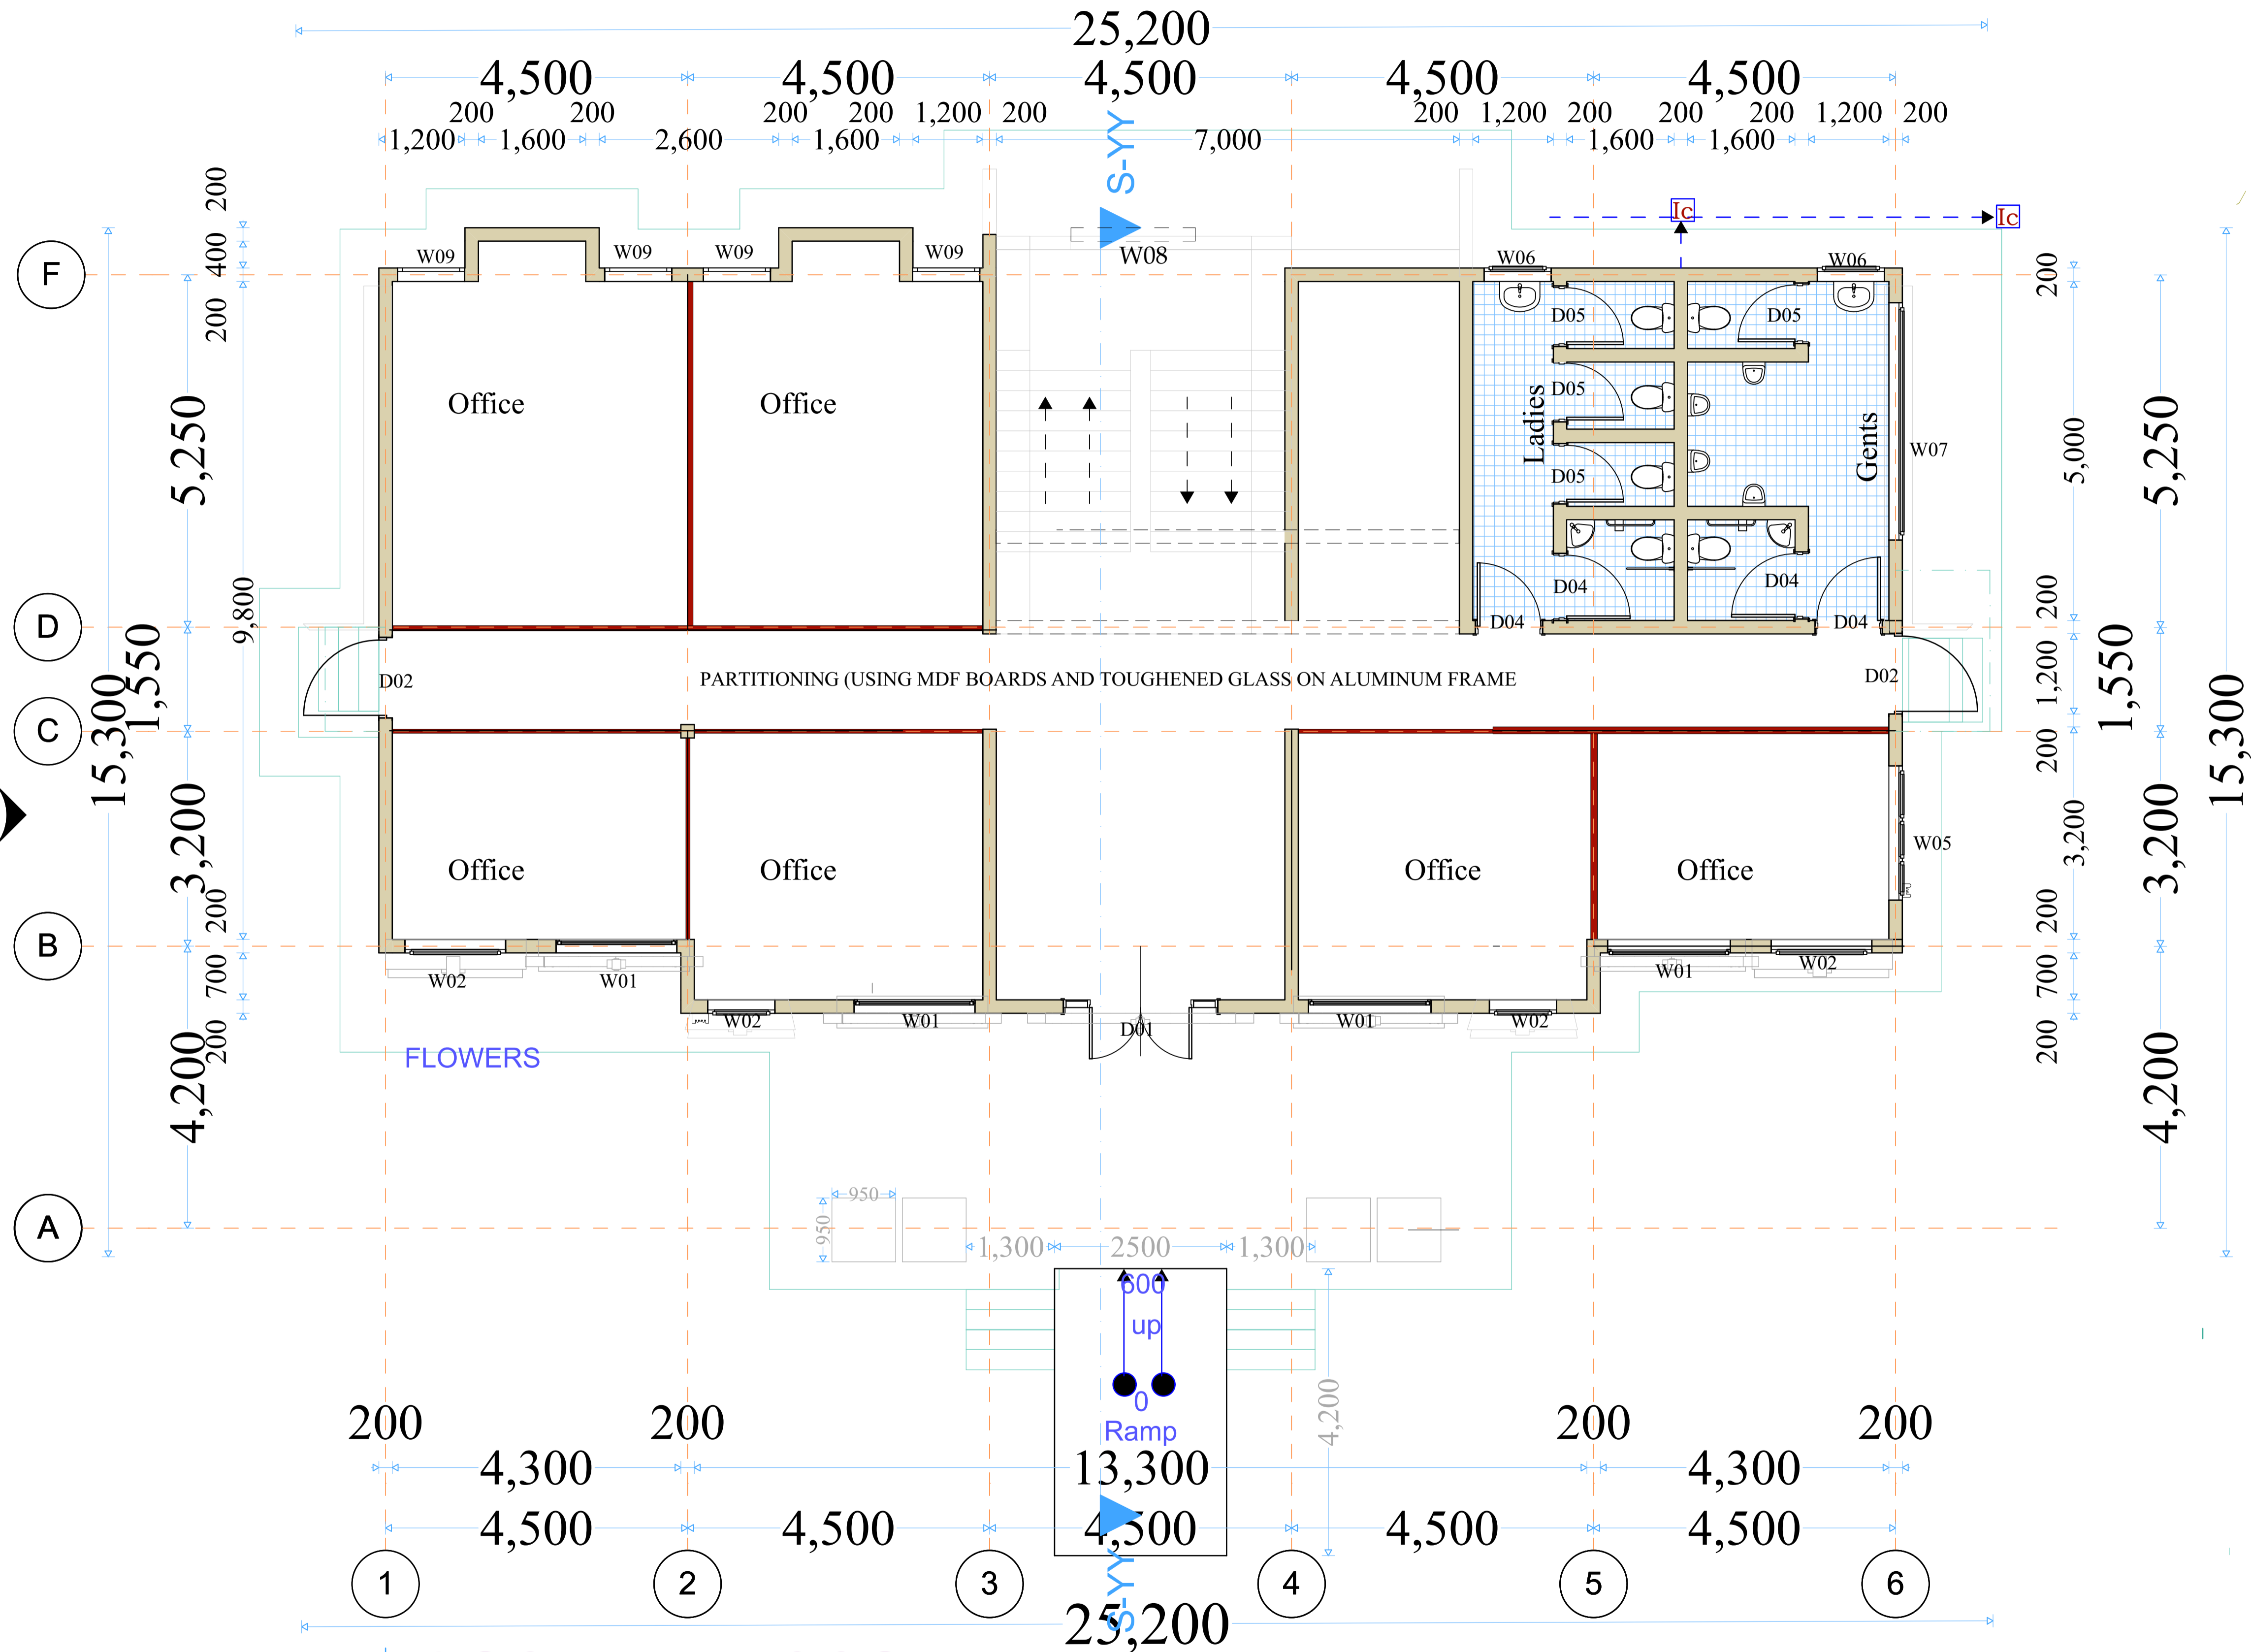 25,200
4,500 4,500 4,500 4,500 4,500
200 200 200 200 1,200 200 200 1,200 200 200 200 1,200 200
1,200 1,600 2,600 1,600 7,000 1,600 1,600
S-YY
200
400
200
Ic Ic
W09 W09 W09 W09 W08 W06 W06
F
200
D05 D05
Office Office
D05
Ladies
Gents
W07
5,250
5,000
5,250
D05
D04 D04
9,800
200
D
D04 D04
15,300
1,550
1,200
1,550
15,300
D02 PARTITIONING (USING MDF BOARDS AND TOUGHENED GLASS ON ALUMINUM FRAME D02
C
200
3,200
3,200
3,200
W05
Office Office Office Office
200
200
B
W02 W01 W01 W02
700
700
W02 W01 D01 W01 W02
200
200
FLOWERS
4,200
4,200
950
950
A
1,300 2500 1,300
600
up
0
Ramp
4,200
200 200 200 200
4,300 13,300 4,300
4,500 4,500 4,500 4,500 4,500
1 2 3 4 5 6
S-YY
25,200